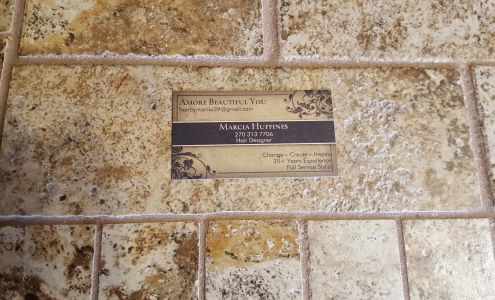 Amore Beautiful You
hairbymarcia29@gmail.com
Marcia Huffines
270 313 7706
Hair Designer
Change~ Create~ Inspire
20+ Years Experience
Full Service Stylist